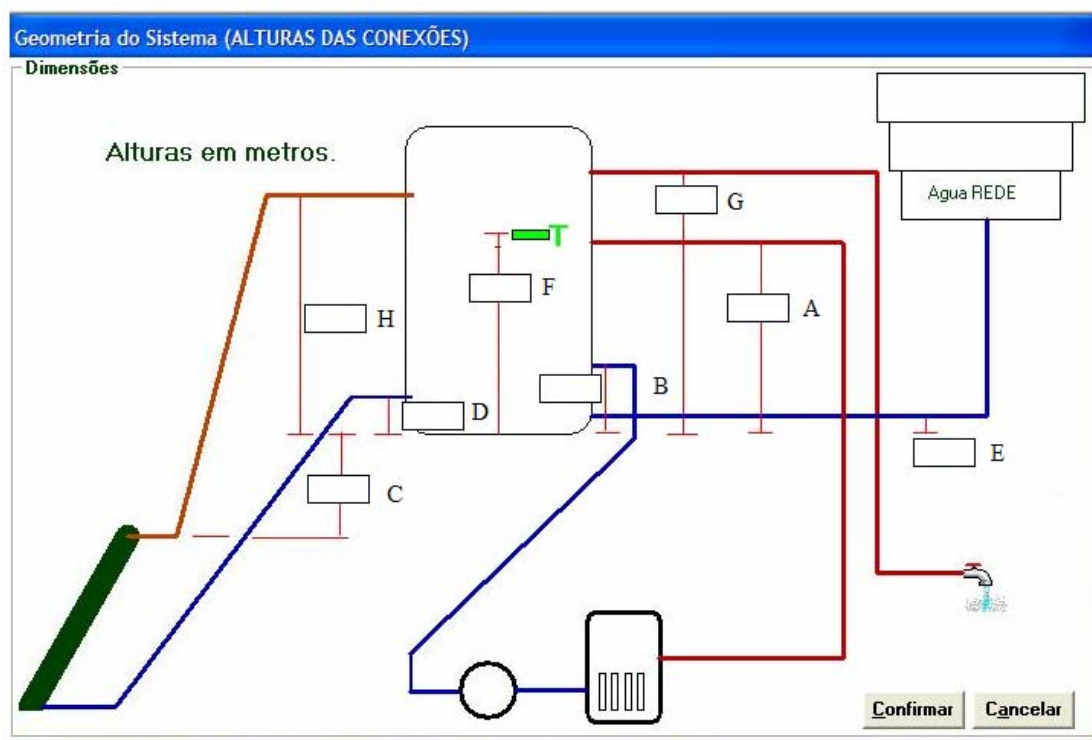 Geometria do Sistema (ALTURAS DAS CONEXÕES)
Dimensões
Alturas em metros.
Agua REDE
G
T
F
A
H
B
D
E
C
Confirmar
Cancelar